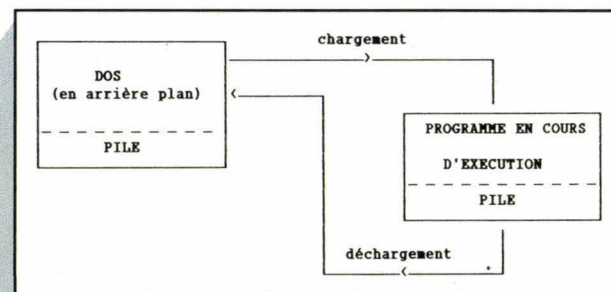 chargement
DOS
(en arrière plan)
PILE
PROGRAMME EN COURS
D'EXECUTION
PILE
déchargement